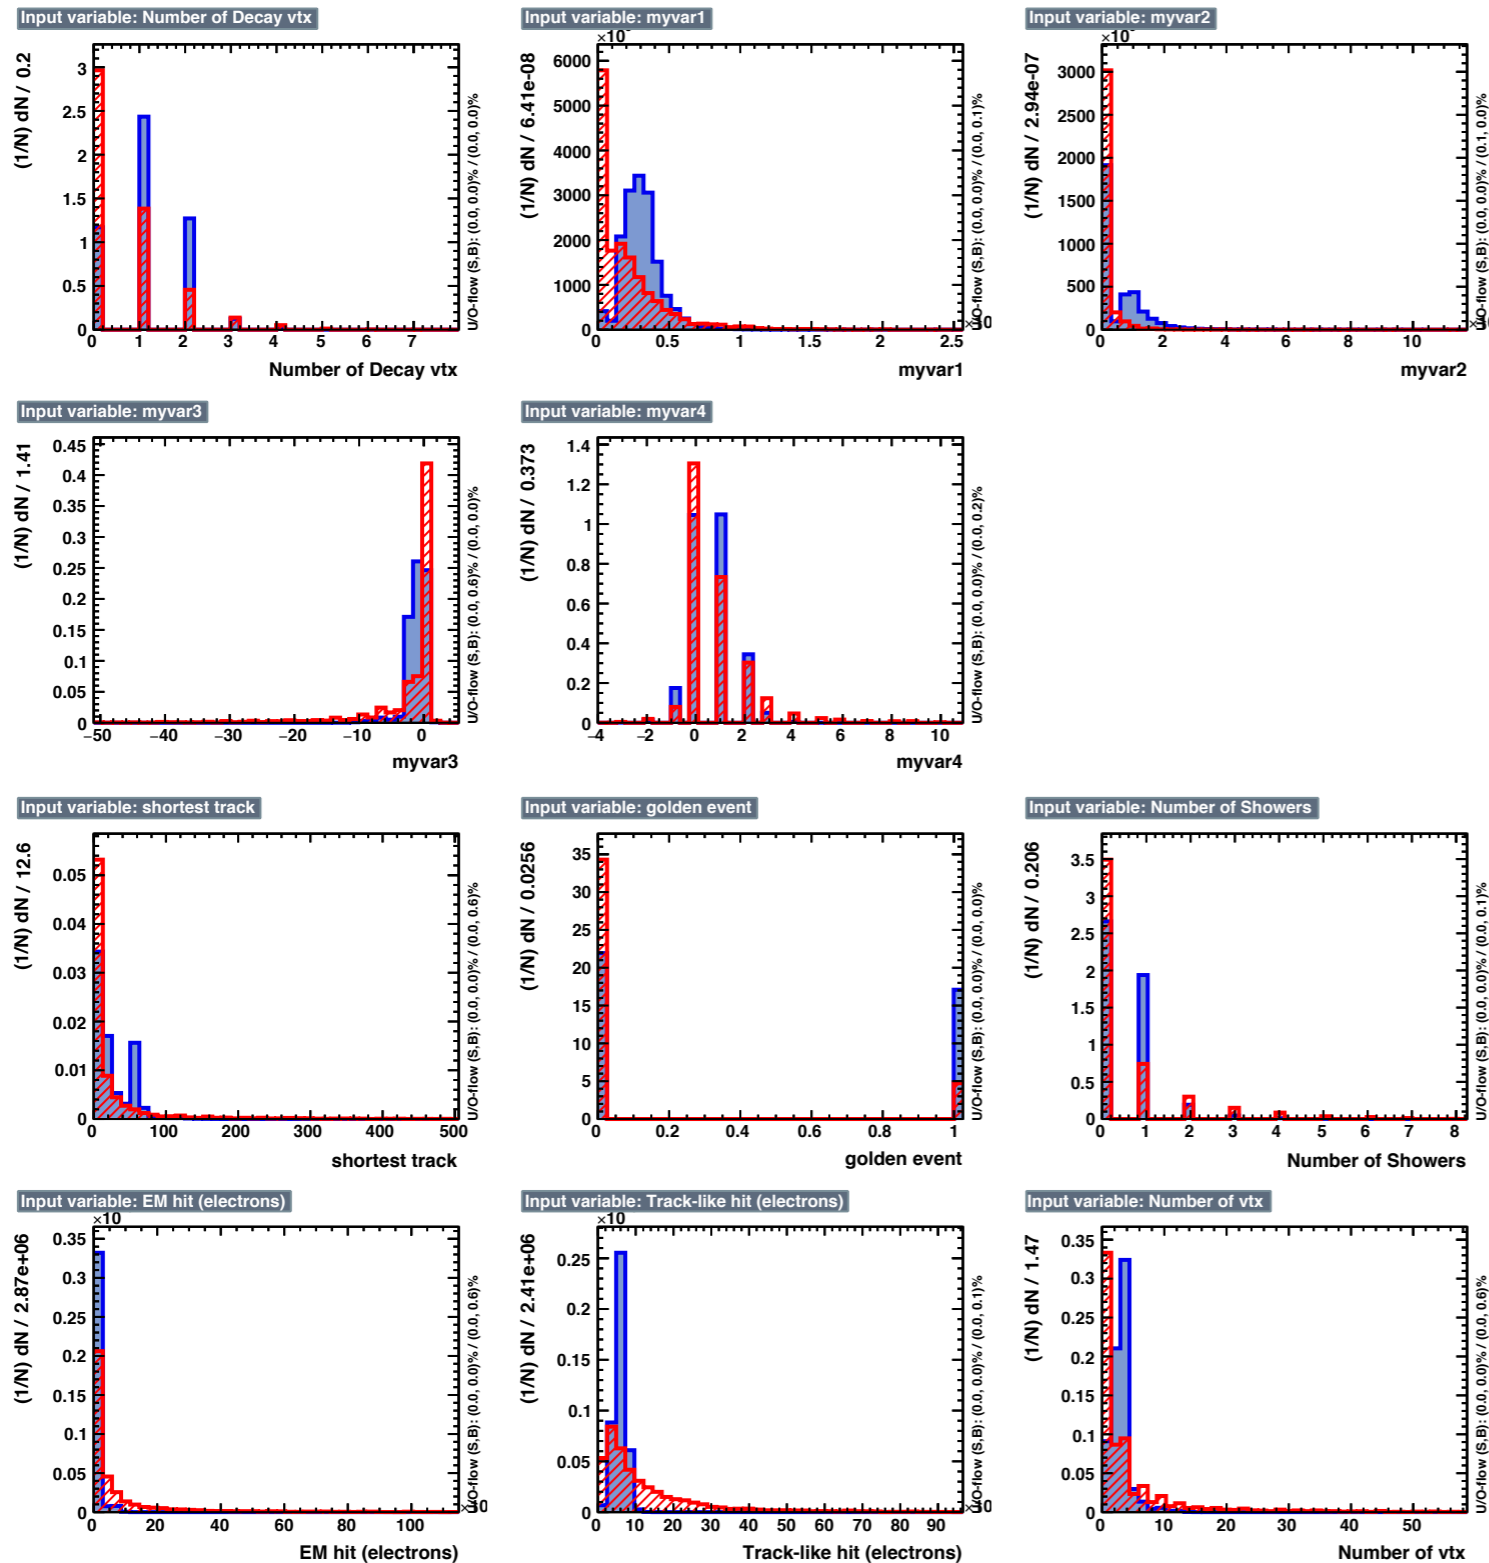 Input variable: Number of Decay vtx
(1/N) dN / 0.2
3
2.5
2
1.5
1
0.5
0
0 1 2 3 4 5 6 7
Number of Decay vtx
U/O-flow (S,B): (0.0, 0.0)% / (0.0, 0.0)%
Input variable: myvar1
(1/N) dN / 6.41e-08
6000
5000
4000
3000
2000
1000
0
0 0.5 1 1.5 2 2.5
myvar1
U/O-flow (S,B): (0.0, 0.0)% / (0.0, 0.1)%
Input variable: myvar2
(1/N) dN / 2.94e-07
3000
2500
2000
1500
1000
500
0
0 2 4 6 8 10
myvar2
U/O-flow (S,B): (0.0, 0.0)% / (0.1, 0.0)%
Input variable: myvar3
(1/N) dN / 1.41
0.45
0.4
0.35
0.3
0.25
0.2
0.15
0.1
0.05
0
−50 −40 −30 −20 −10 0
myvar3
U/O-flow (S,B): (0.0, 0.6)% / (0.0, 0.0)%
Input variable: myvar4
(1/N) dN / 0.373
1.4
1.2
1
0.8
0.6
0.4
0.2
0
−4 −2 0 2 4 6 8 10
myvar4
U/O-flow (S,B): (0.0, 0.0)% / (0.0, 0.2)%
Input variable: shortest track
(1/N) dN / 12.6
0.05
0.04
0.03
0.02
0.01
0
0 100 200 300 400 500
shortest track
U/O-flow (S,B): (0.0, 0.0)% / (0.0, 0.6)%
Input variable: golden event
(1/N) dN / 0.0256
35
30
25
20
15
10
5
0
0 0.2 0.4 0.6 0.8 1
golden event
U/O-flow (S,B): (0.0, 0.0)% / (0.0, 0.0)%
Input variable: Number of Showers
(1/N) dN / 0.206
3.5
3
2.5
2
1.5
1
0.5
0
0 1 2 3 4 5 6 7 8
Number of Showers
U/O-flow (S,B): (0.0, 0.0)% / (0.0, 0.1)%
Input variable: EM hit (electrons)
×10
(1/N) dN / 2.87e+06
0.35
0.3
0.25
0.2
0.15
0.1
0.05
0
0 20 40 60 80 100
EM hit (electrons)
U/O-flow (S,B): (0.0, 0.0)% / (0.0, 0.6)%
Input variable: Track-like hit (electrons)
×10
(1/N) dN / 2.41e+06
0.25
0.2
0.15
0.1
0.05
0
0 10 20 30 40 50 60 70 80 90
Track-like hit (electrons)
U/O-flow (S,B): (0.0, 0.0)% / (0.0, 0.1)%
Input variable: Number of vtx
(1/N) dN / 1.47
0.35
0.3
0.25
0.2
0.15
0.1
0.05
0
0 10 20 30 40 50
Number of vtx
U/O-flow (S,B): (0.0, 0.0)% / (0.0, 0.6)%